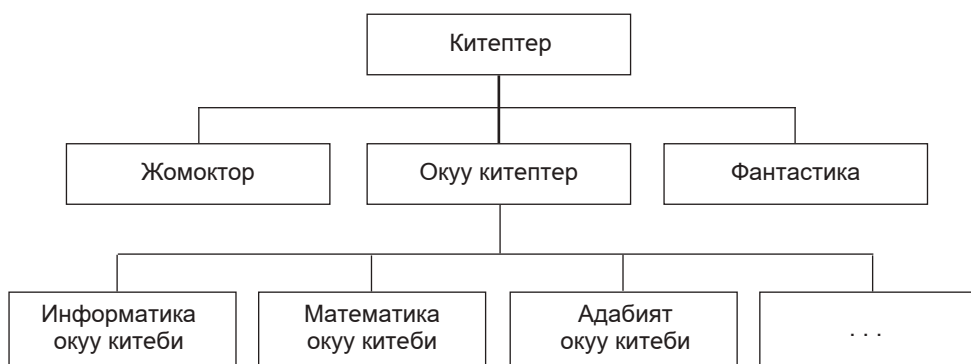 Китептер
Жомоктор
Окуу китептер
Фантастика
Информатика
окуу китеби
Математика
окуу китеби
Адабият
окуу китеби
. . .